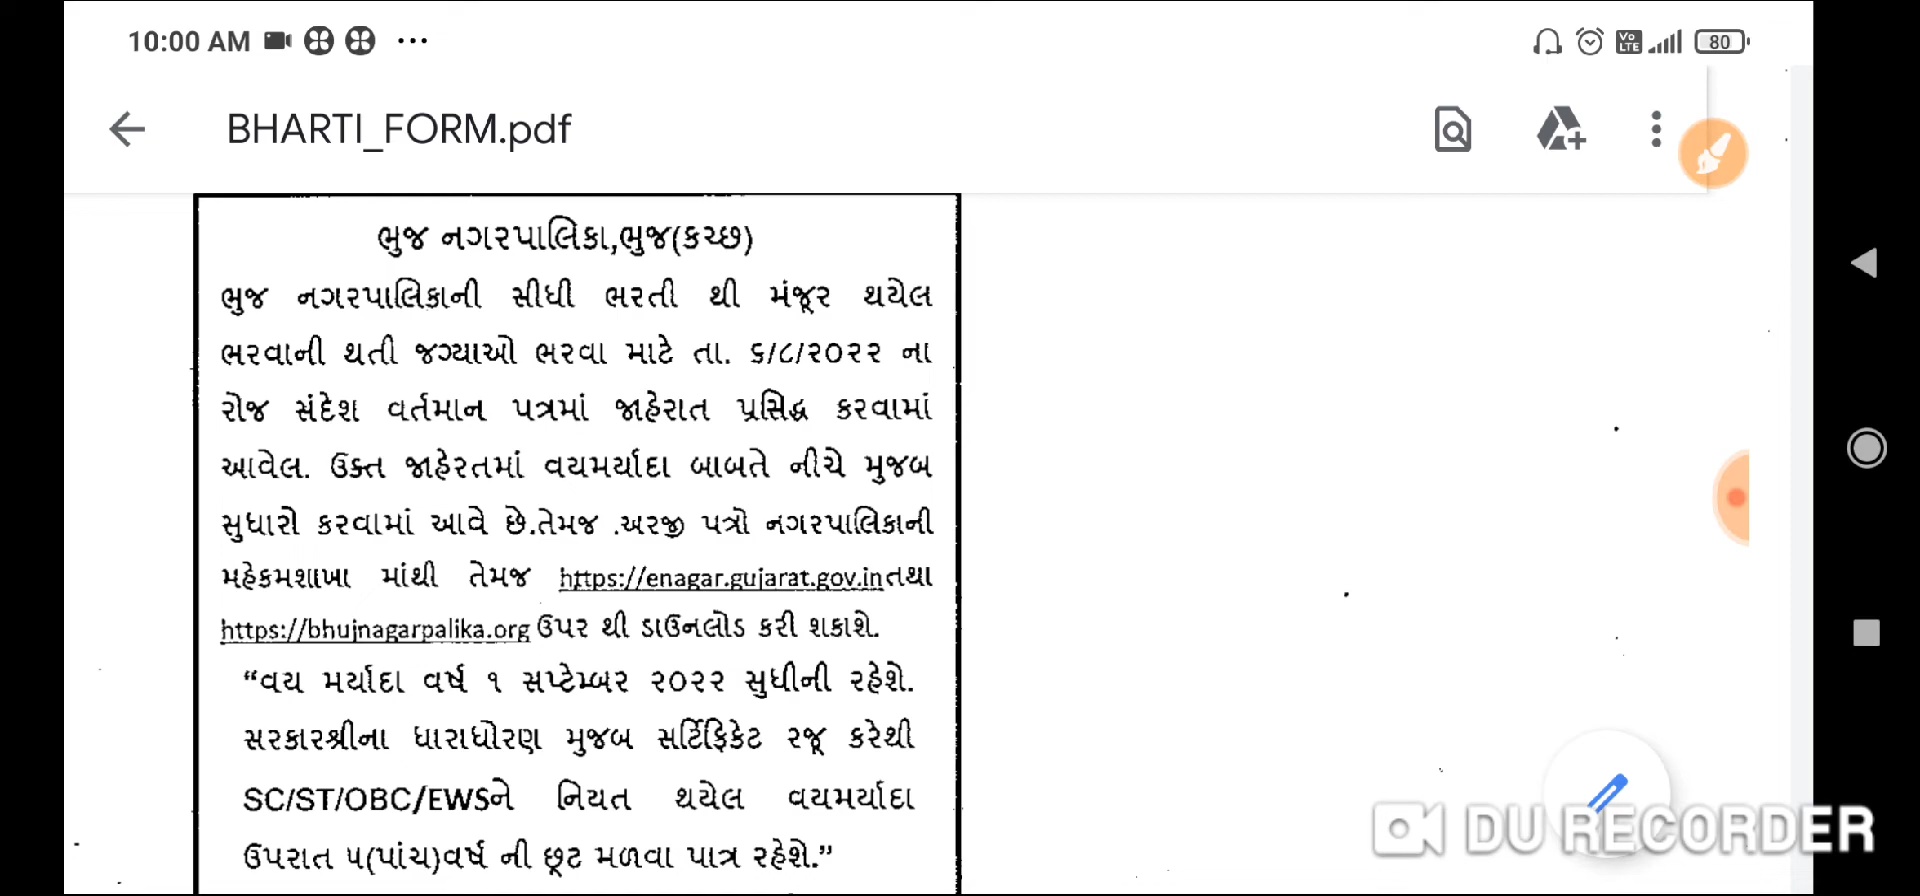 10:00 AM
80
BHARTI_FORM.pdf
ભુજ નગરપાલિકા,ભુજ(કચ્છ)
ભુજ નગરપાલિકાની સીધી ભરતી થી મંજૂર થયેલ
ભરવાની થતી જગ્યાઓ ભરવા માટે તા. ૬/૮/૨૦૨૨ ના
રોજ સંદેશ વર્તમાન પત્રમાં જાહેરાત પ્રસિદ્ધ કરવામાં
આવેલ. ઉક્ત જાહેરતમાં વયમર્યાદા બાબતે નીચે મુજબ
સુધારો કરવામાં આવે છે.તેમજ .અરજી પત્રો નગરપાલિકાની
મહેકમશાખા માંથી તેમજ https://enagar.gujarat.gov.inતથા
https://bhujnagarpalika.org ઉપર થી ડાઉનલોડ કરી શકાશે.
“વય મર્યાદા વર્ષ ૧ સપ્ટેમ્બર ૨૦૨૨ સુધીની રહેશે.
સરકારશ્રીના ધારાધોરણ મુજબ સર્ટિફિકેટ રજૂ કરેથી
SC/ST/OBC/EWSને નિયત થયેલ વયમર્યાદા
ઉપરાત ૫(પાંચ)વર્ષ ની છૂટ મળવા પાત્ર રહેશે.”
DU RECORDER